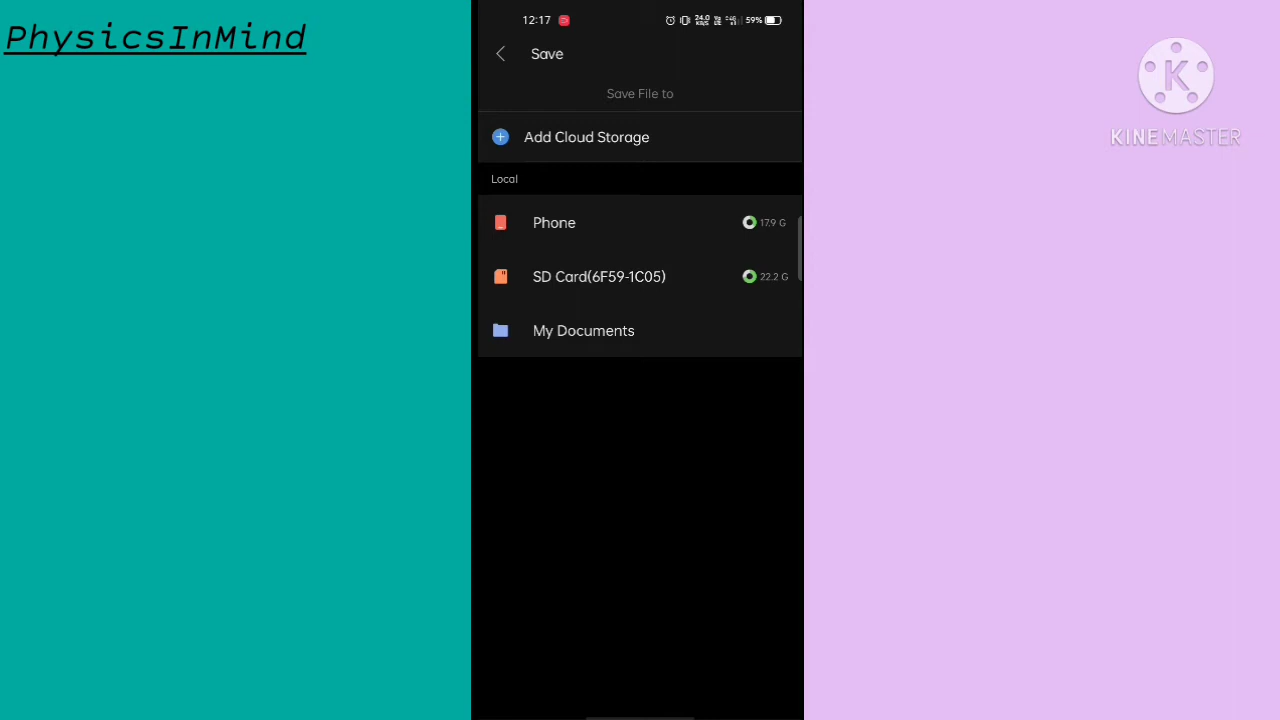 PhysicsInMind
12:17 59%
Save
Save File to
Add Cloud Storage
Local
Phone 17.9 G
SD Card(6F59-1C05) 22.2 G
My Documents
K
KINEMASTER